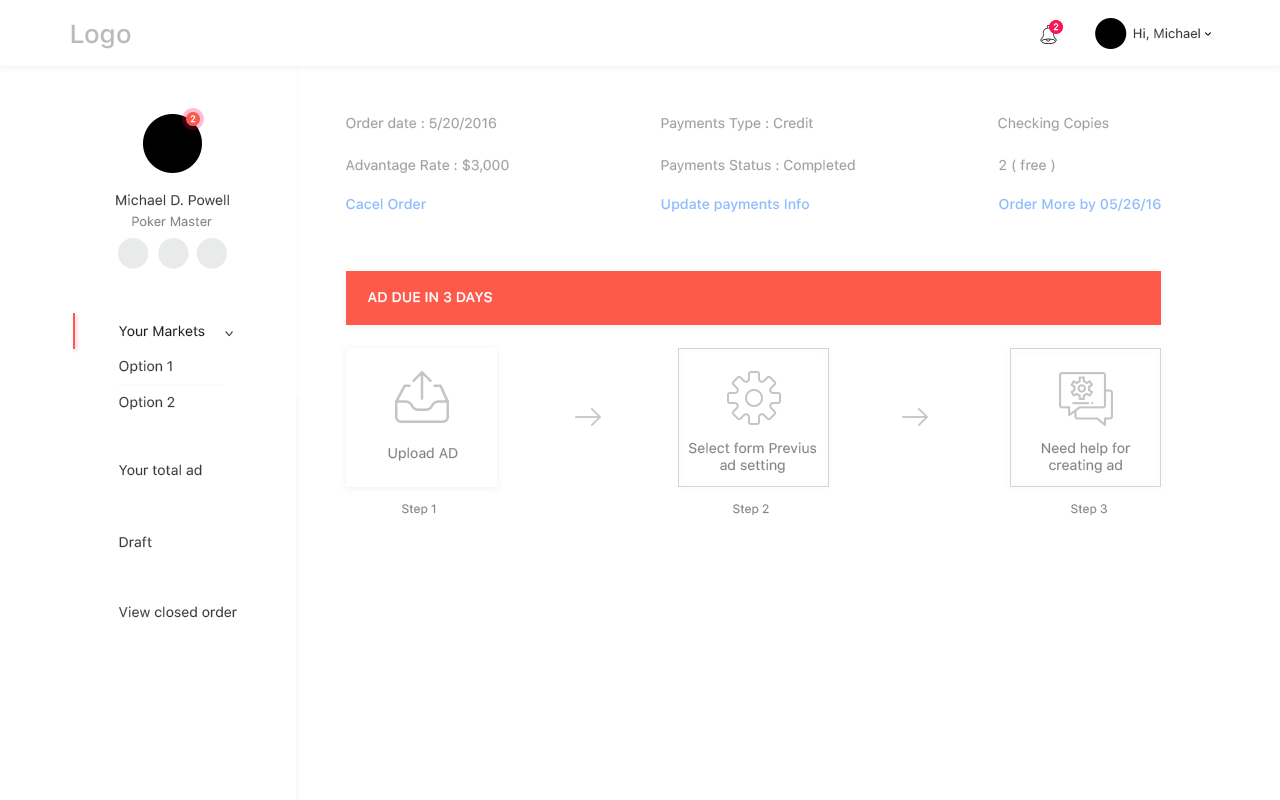 Logo
2
Hi, Michael
2
Michael D. Powell
Poker Master
Your Markets
Option 1
Option 2
Your total ad
Draft
View closed order
Order date : 5/20/2016
Payments Type : Credit
Checking Copies
Advantage Rate : $3,000
Payments Status : Completed
2 ( free )
Cacel Order
Update payments Info
Order More by 05/26/16
AD DUE IN 3 DAYS
Upload AD
Step 1
Select form Previus
ad setting
Step 2
Need help for
creating ad
Step 3